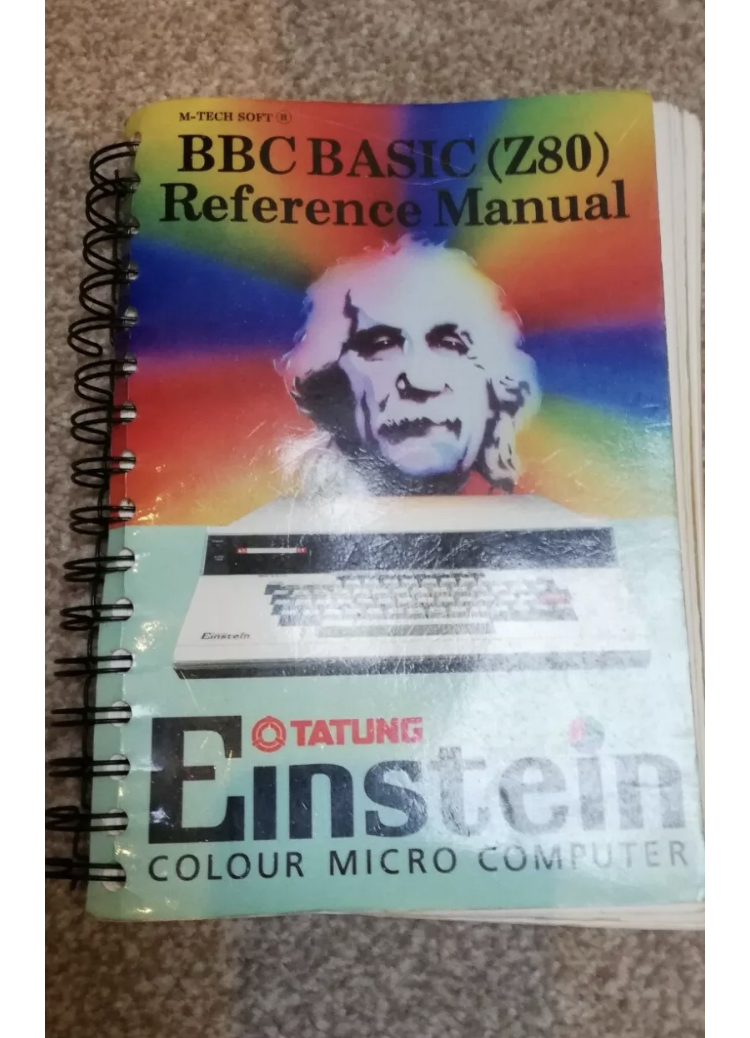 M-TECH SOFT ®
BBC BASIC (Z80)
Reference Manual
Einstein
TATUNG
Einstein
COLOUR MICRO COMPUTER